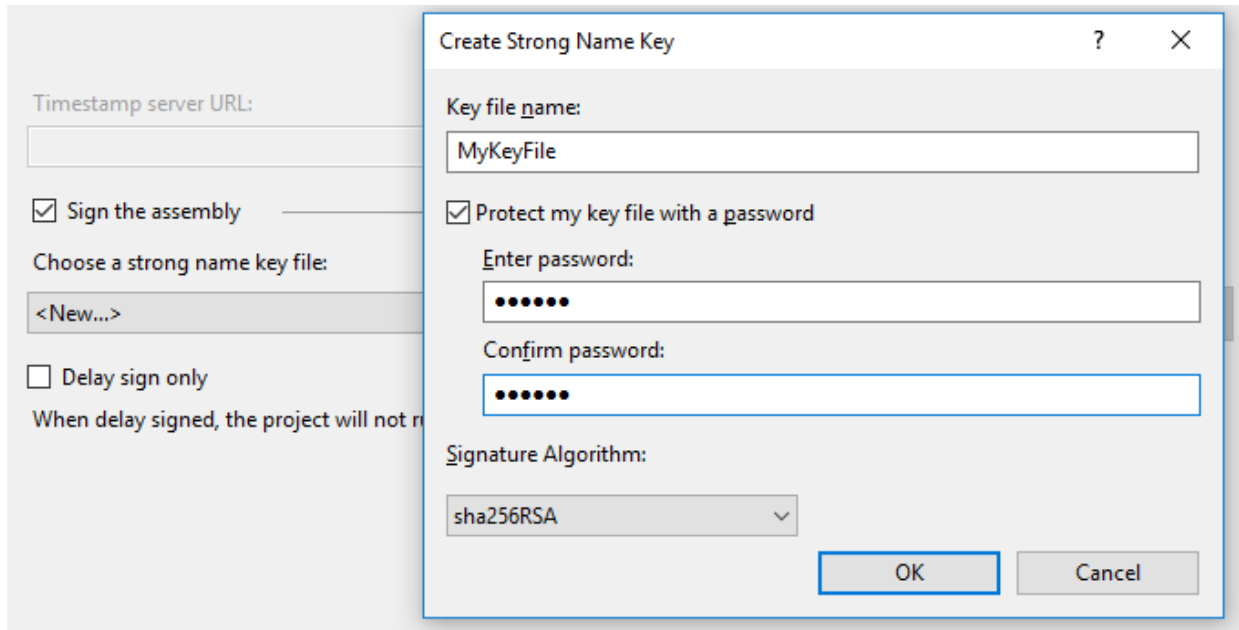 Create Strong Name Key
?
Timestamp server URL:
Key file name:
MyKeyFile
Sign the assembly
Protect my key file with a password
Choose a strong name key file:
Enter password:
<New...>
••••••
Confirm password:
Delay sign only
••••••
When delay signed, the project will not
Signature Algorithm:
sha256RSA
OK
Cancel